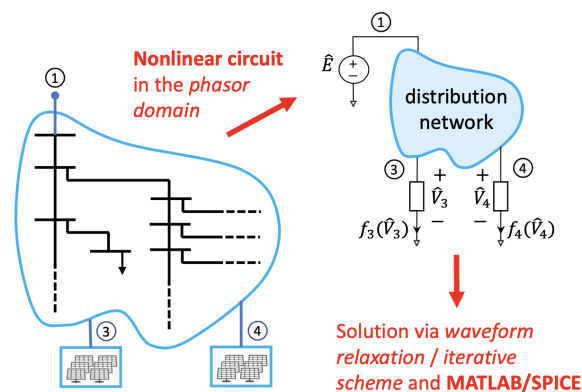 ①
Nonlinear circuit
in the phasor
domain
①
Ê
+
−
distribution
network
③
④
+
+
V̂₃
V̂₄
−
−
f₃(V̂₃)
f₄(V̂₄)
③
④
Solution via waveform
relaxation / iterative
scheme and MATLAB/SPICE